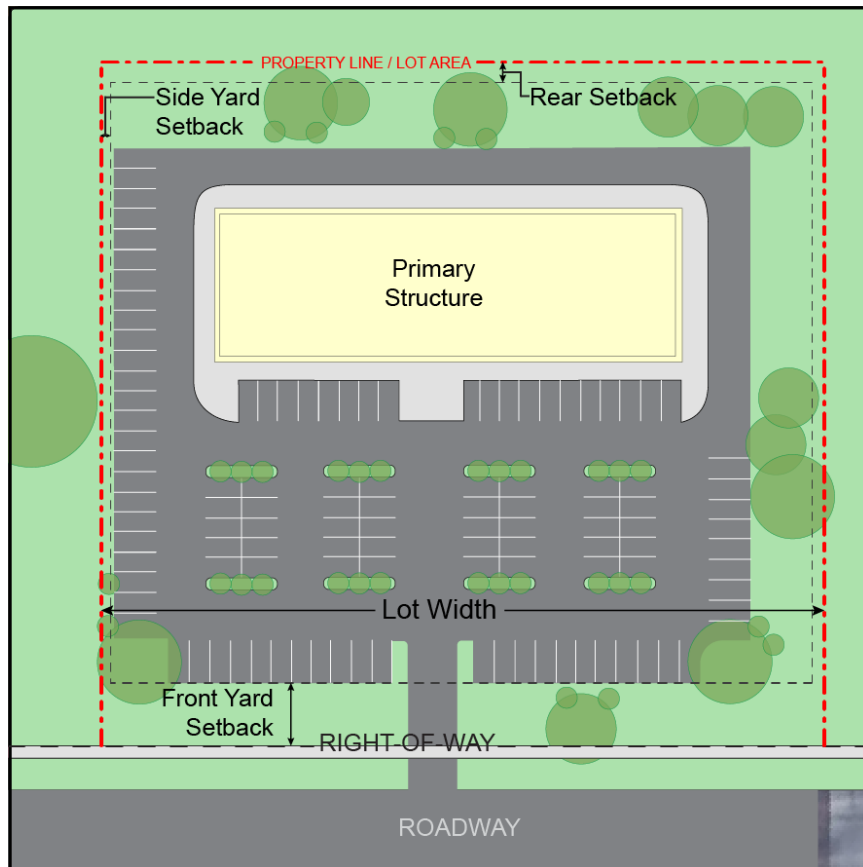 PROPERTY LINE / LOT AREA
Side Yard
Setback
Rear Setback
Primary
Structure
Lot Width
Front Yard
Setback
RIGHT-OF-WAY
ROADWAY